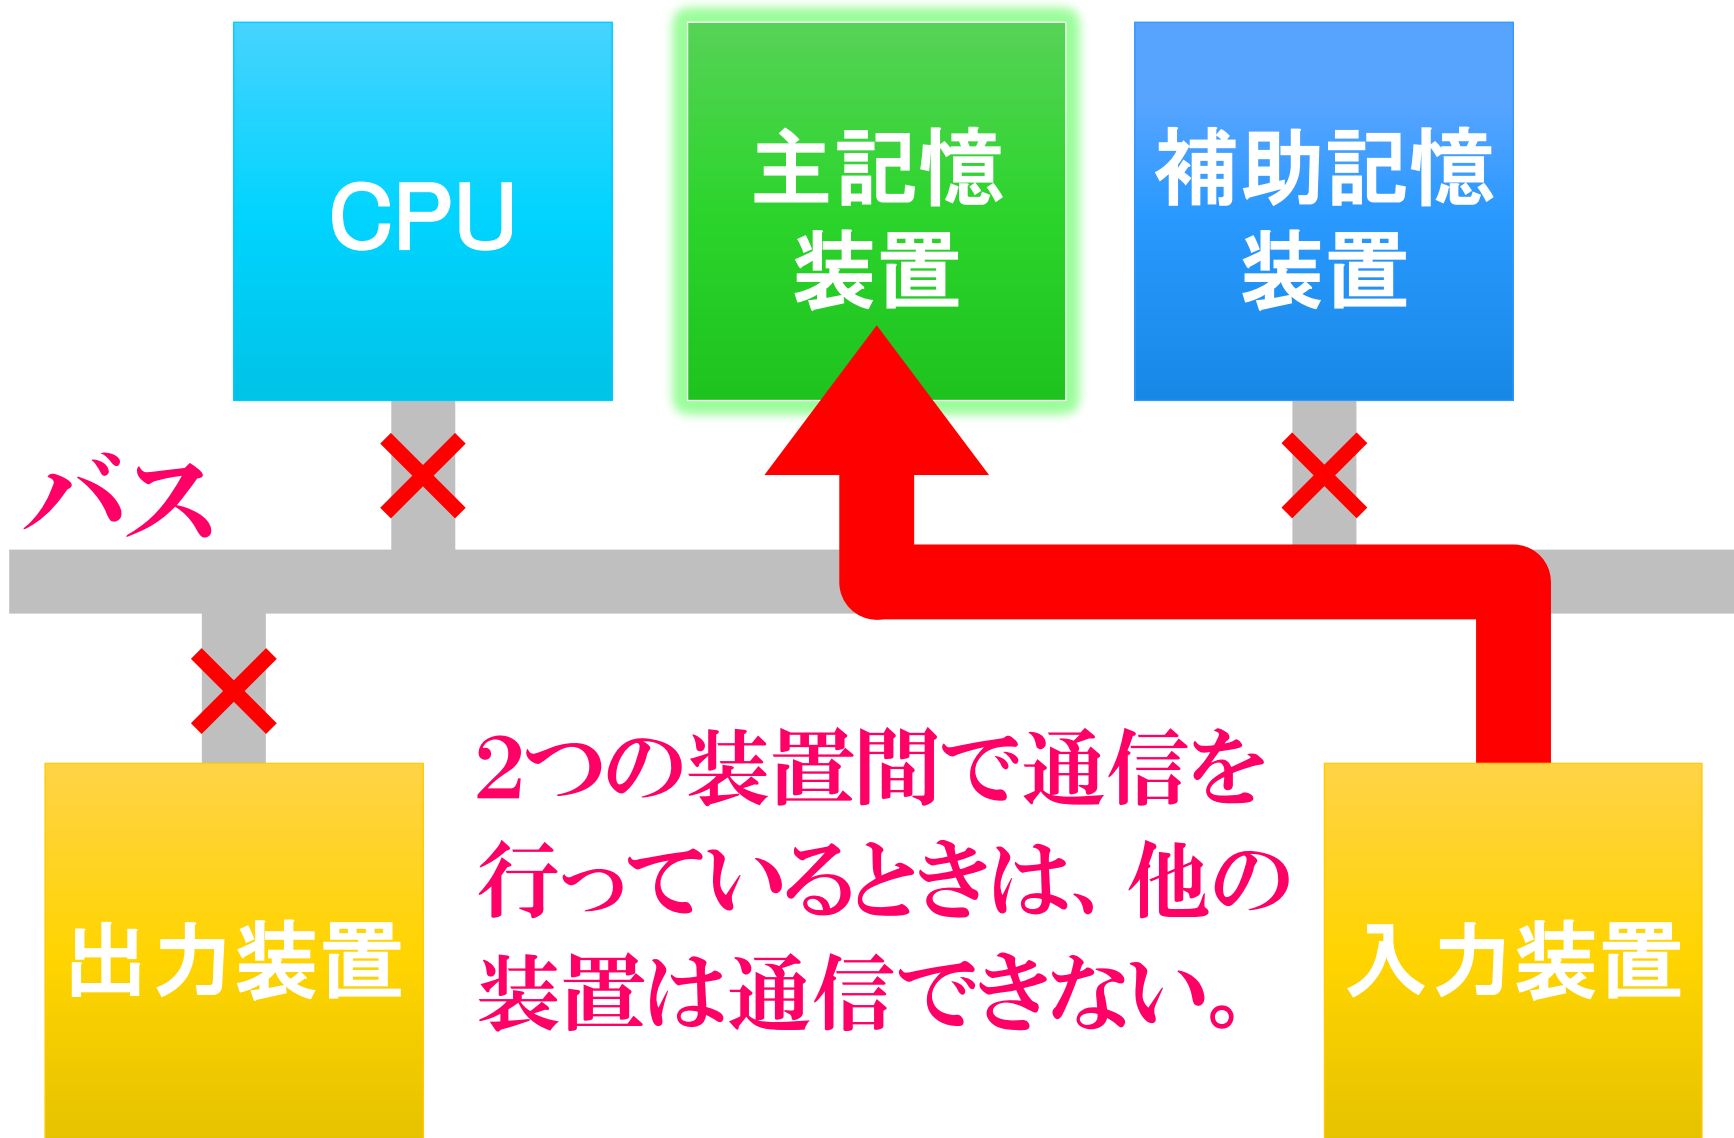 CPU
主記憶
装置
補助記憶
装置
バス
2つの装置間で通信を
行っているときは、他の
装置は通信できない。
出力装置
入力装置